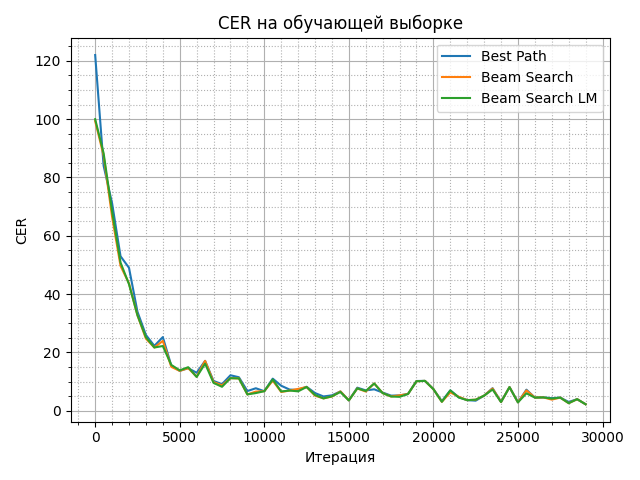 CER на обучающей выборке
Best Path
Beam Search
Beam Search LM
CER
120
100
80
60
40
20
0
0 5000 10000 15000 20000 25000 30000
Итерация